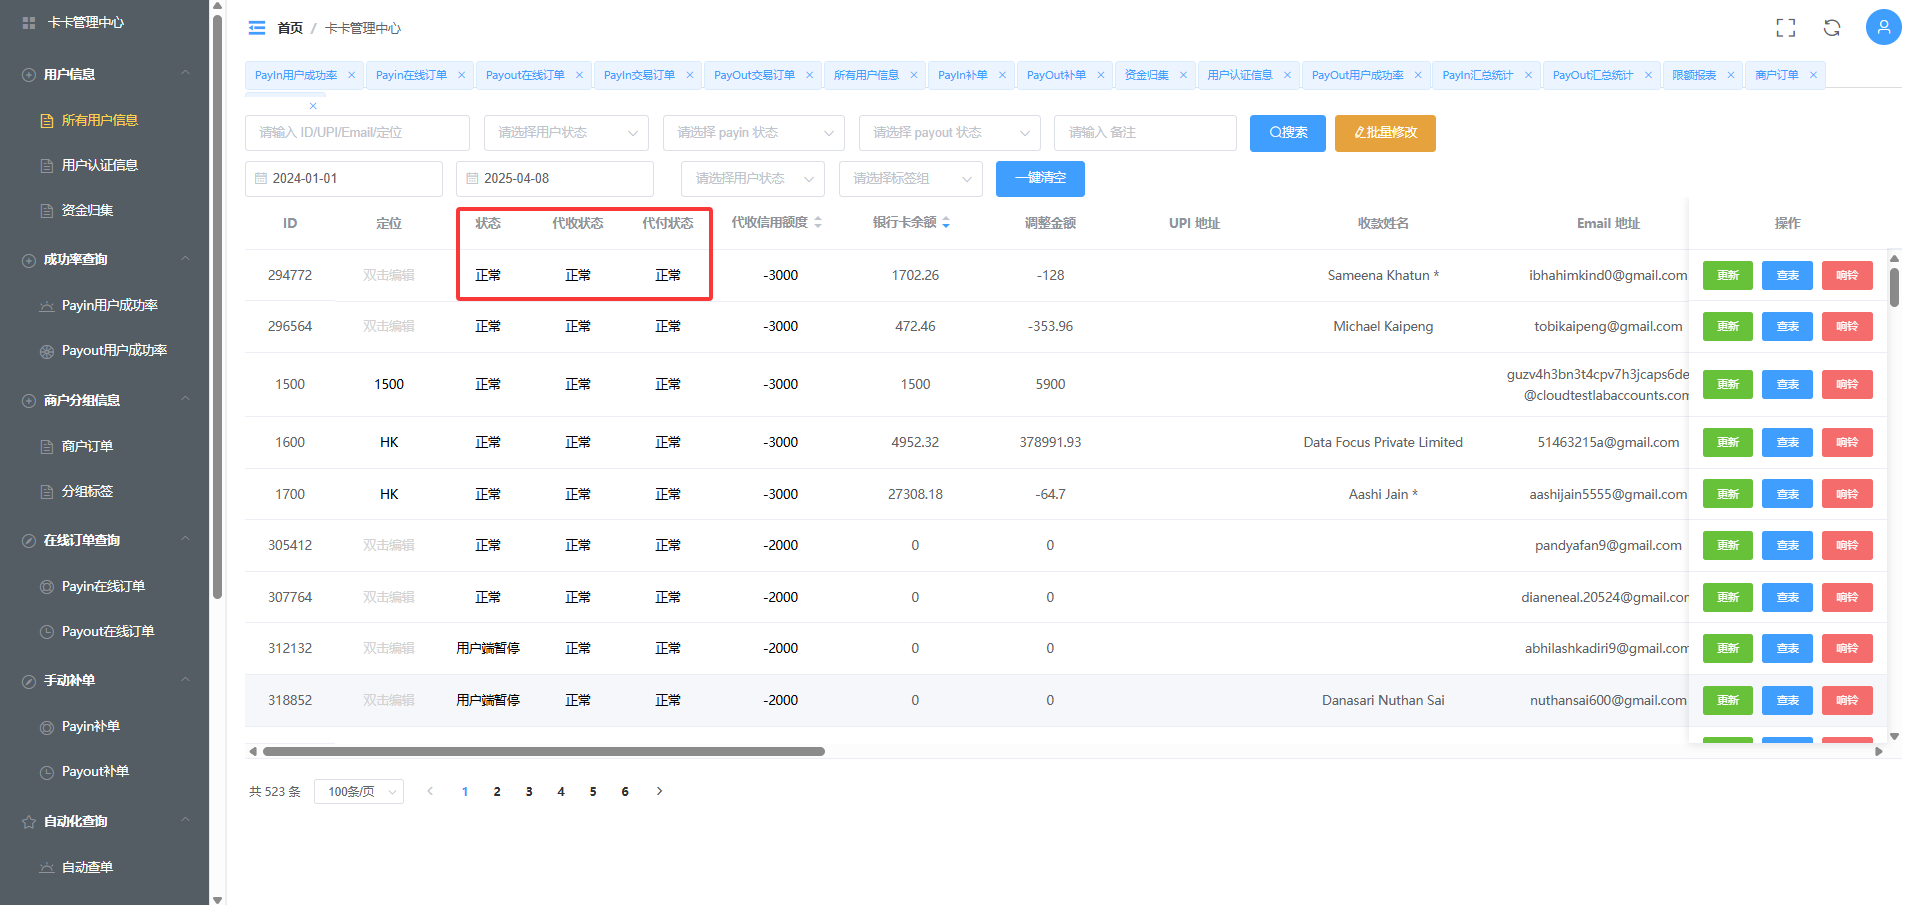 卡卡管理中心
用户信息
所有用户信息
用户认证信息
资金归集
成功率查询
Payin用户成功率
Payout用户成功率
商户分组信息
商户订单
分组标签
在线订单查询
Payin在线订单
Payout在线订单
手动补单
Payin补单
Payout补单
自动化查询
自动查单
首页 / 卡卡管理中心
PayIn用户成功率 × Payin在线订单 × Payout在线订单 × PayIn交易订单 × PayOut交易订单 × 所有用户信息 × PayIn补单 × PayOut补单 × 资金归集 × 用户认证信息 × PayOut用户成功率 × PayIn汇总统计 × PayOut汇总统计 × 限额报表 × 商户订单 ×
×
请输入 ID/UPI/Email/定位 请选择用户状态 请选择 payin 状态 请选择 payout 状态 请输入 备注 搜索 批量修改
2024-01-01 2025-04-08 请选择用户状态 请选择标签组 一键清空
ID 定位 状态 代收状态 代付状态 代收信用额度 银行卡余额 调整金额 UPI 地址 收款姓名 Email 地址 操作
294772 双击编辑 正常 正常 正常 -3000 1702.26 -128 Sameena Khatun * ibhahimkind0@gmail.com 更新 查表 响铃
296564 双击编辑 正常 正常 正常 -3000 472.46 -353.96 Michael Kaipeng tobikaipeng@gmail.com 更新 查表 响铃
1500 1500 正常 正常 正常 -3000 1500 5900 guzv4h3bn3t4cpv7h3jcaps6de
@cloudtestlabaccounts.com 更新 查表 响铃
1600 HK 正常 正常 正常 -3000 4952.32 378991.93 Data Focus Private Limited 51463215a@gmail.com 更新 查表 响铃
1700 HK 正常 正常 正常 -3000 27308.18 -64.7 Aashi Jain * aashijain5555@gmail.com 更新 查表 响铃
305412 双击编辑 正常 正常 正常 -2000 0 0 pandyafan9@gmail.com 更新 查表 响铃
307764 双击编辑 正常 正常 正常 -2000 0 0 dianeneal.20524@gmail.com 更新 查表 响铃
312132 双击编辑 用户端暂停 正常 正常 -2000 0 0 abhilashkadiri9@gmail.com 更新 查表 响铃
318852 双击编辑 用户端暂停 正常 正常 -2000 0 0 Danasari Nuthan Sai nuthansai600@gmail.com 更新 查表 响铃
共 523 条 100条/页 1 2 3 4 5 6